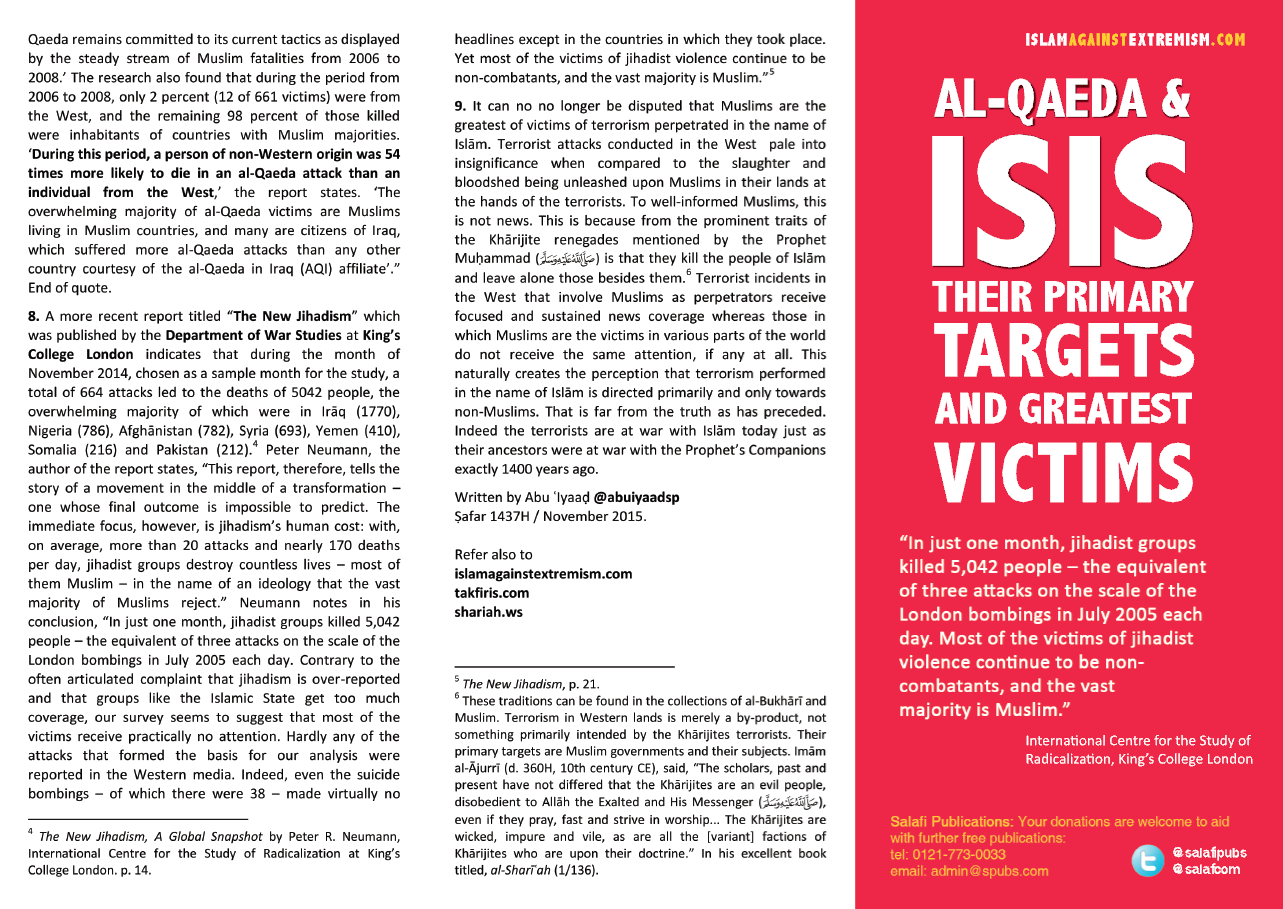 Qaeda remains committed to its current tactics as displayed
by the steady stream of Muslim fatalities from 2006 to
2008.’ The research also found that during the period from
2006 to 2008, only 2 percent (12 of 661 victims) were from
the West, and the remaining 98 percent of those killed
were inhabitants of countries with Muslim majorities.
‘During this period, a person of non-Western origin was 54
times more likely to die in an al-Qaeda attack than an
individual from the West,’ the report states. ‘The
overwhelming majority of al-Qaeda victims are Muslims
living in Muslim countries, and many are citizens of Iraq,
which suffered more al-Qaeda attacks than any other
country courtesy of the al-Qaeda in Iraq (AQI) affiliate’.”
End of quote.
8. A more recent report titled “The New Jihadism” which
was published by the Department of War Studies at King’s
College London indicates that during the month of
November 2014, chosen as a sample month for the study, a
total of 664 attacks led to the deaths of 5042 people, the
overwhelming majority of which were in Irāq (1770),
Nigeria (786), Afghānistan (782), Syria (693), Yemen (410),
Somalia (216) and Pakistan (212).4 Peter Neumann, the
author of the report states, “This report, therefore, tells the
story of a movement in the middle of a transformation –
one whose final outcome is impossible to predict. The
immediate focus, however, is jihadism’s human cost: with,
on average, more than 20 attacks and nearly 170 deaths
per day, jihadist groups destroy countless lives – most of
them Muslim – in the name of an ideology that the vast
majority of Muslims reject.” Neumann notes in his
conclusion, “In just one month, jihadist groups killed 5,042
people – the equivalent of three attacks on the scale of the
London bombings in July 2005 each day. Contrary to the
often articulated complaint that jihadism is over-reported
and that groups like the Islamic State get too much
coverage, our survey seems to suggest that most of the
victims receive practically no attention. Hardly any of the
attacks that formed the basis for our analysis were
reported in the Western media. Indeed, even the suicide
bombings – of which there were 38 – made virtually no
4 The New Jihadism, A Global Snapshot by Peter R. Neumann,
International Centre for the Study of Radicalization at King’s
College London. p. 14.
headlines except in the countries in which they took place.
Yet most of the victims of jihadist violence continue to be
non-combatants, and the vast majority is Muslim.”5
9. It can no no longer be disputed that Muslims are the
greatest of victims of terrorism perpetrated in the name of
Islām. Terrorist attacks conducted in the West pale into
insignificance when compared to the slaughter and
bloodshed being unleashed upon Muslims in their lands at
the hands of the terrorists. To well-informed Muslims, this
is not news. This is because from the prominent traits of
the Khārijite renegades mentioned by the Prophet
Muḥammad (ﷺ) is that they kill the people of Islām
and leave alone those besides them.6 Terrorist incidents in
the West that involve Muslims as perpetrators receive
focused and sustained news coverage whereas those in
which Muslims are the victims in various parts of the world
do not receive the same attention, if any at all. This
naturally creates the perception that terrorism performed
in the name of Islām is directed primarily and only towards
non-Muslims. That is far from the truth as has preceded.
Indeed the terrorists are at war with Islām today just as
their ancestors were at war with the Prophet’s Companions
exactly 1400 years ago.
Written by Abu ʿIyaaḍ @abuiyaadsp
Ṣafar 1437H / November 2015.
Refer also to
islamagainstextremism.com
takfiris.com
shariah.ws
5 The New Jihadism, p. 21.
6 These traditions can be found in the collections of al-Bukhārī and
Muslim. Terrorism in Western lands is merely a by-product, not
something primarily intended by the Khārijites terrorists. Their
primary targets are Muslim governments and their subjects. Imām
al-Ājurrī (d. 360H, 10th century CE), said, “The scholars, past and
present have not differed that the Khārijites are an evil people,
disobedient to Allāh the Exalted and His Messenger (ﷺ),
even if they pray, fast and strive in worship... The Khārijites are
wicked, impure and vile, as are all the [variant] factions of
Khārijites who are upon their doctrine.” In his excellent book
titled, al-Sharīʿah (1/136).
ISLAMAGAINSTEXTREMISM.COM
AL-QAEDA &
ISIS
THEIR PRIMARY
TARGETS
AND GREATEST
VICTIMS
“In just one month, jihadist groups
killed 5,042 people – the equivalent
of three attacks on the scale of the
London bombings in July 2005 each
day. Most of the victims of jihadist
violence continue to be non-
combatants, and the vast
majority is Muslim.”
International Centre for the Study of
Radicalization, King’s College London
Salafi Publications: Your donations are welcome to aid
with further free publications:
tel: 0121-773-0033
email: admin@spubs.com
@salafipubs
@salafcom